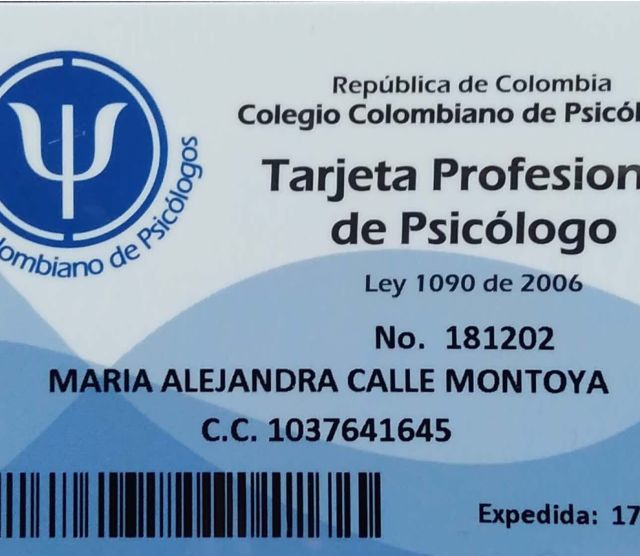 República de Colombia
Colegio Colombiano de Psicól
Tarjeta Profesion
de Psicólogo
Ley 1090 de 2006
lombiano de Psicólogos
No. 181202
MARIA ALEJANDRA CALLE MONTOYA
C.C. 1037641645
Expedida: 17